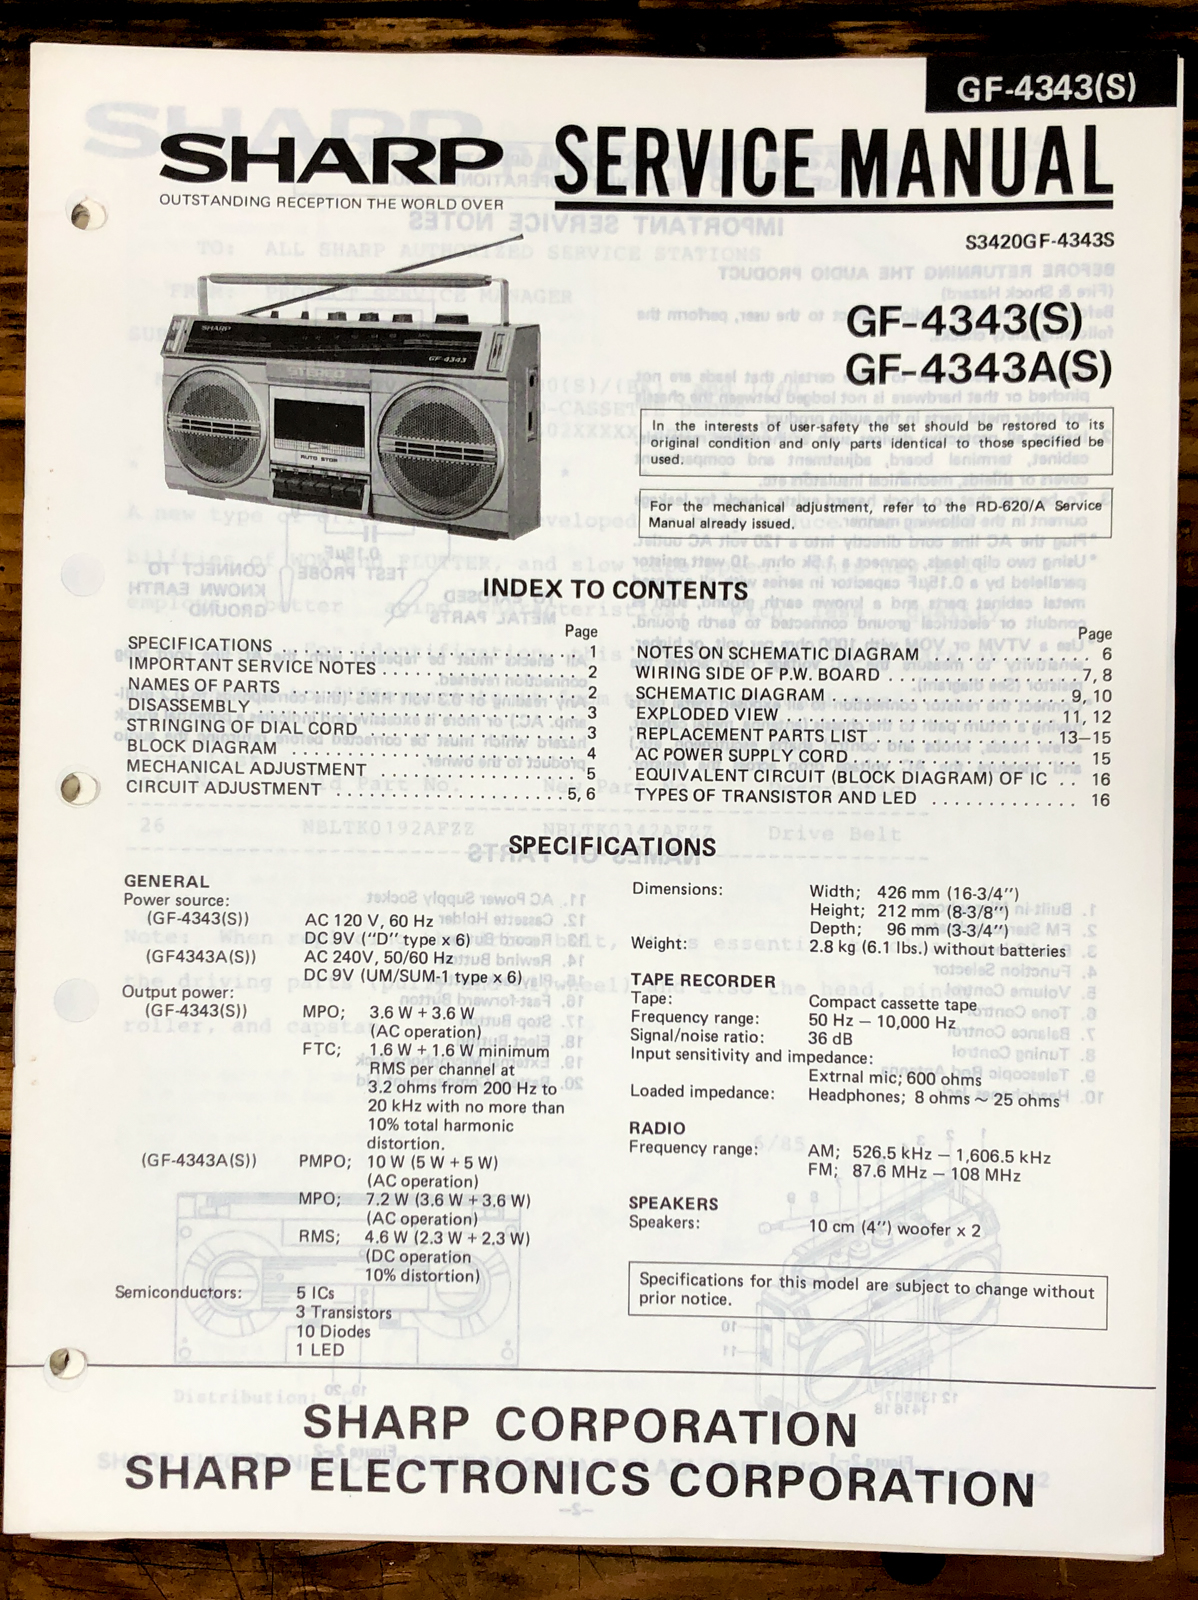 GF-4343(S)
SHARP SERVICE MANUAL
OUTSTANDING RECEPTION THE WORLD OVER
S3420GF-4343S
GF-4343(S)
GF-4343A(S)
SHARP
GF-4343
STEREO
AUTO STOP
In the interests of user-safety the set should be restored to its
original condition and only parts identical to those specified be
used.
For the mechanical adjustment, refer to the RD-620/A Service
Manual already issued.
INDEX TO CONTENTS
Page
SPECIFICATIONS . . . . . . . . . . . . . . . . . . . . . . . . . 1
IMPORTANT SERVICE NOTES . . . . . . . . . . . . . . . . 2
NAMES OF PARTS . . . . . . . . . . . . . . . . . . . . . . . . 2
DISASSEMBLY . . . . . . . . . . . . . . . . . . . . . . . . . . . 3
STRINGING OF DIAL CORD . . . . . . . . . . . . . . . . . 3
BLOCK DIAGRAM . . . . . . . . . . . . . . . . . . . . . . . . 4
MECHANICAL ADJUSTMENT . . . . . . . . . . . . . . . . 5
CIRCUIT ADJUSTMENT . . . . . . . . . . . . . . . . . . . 5, 6
Page
NOTES ON SCHEMATIC DIAGRAM . . . . . . . . . . . . . 6
WIRING SIDE OF P.W. BOARD . . . . . . . . . . . . . . . 7, 8
SCHEMATIC DIAGRAM . . . . . . . . . . . . . . . . . . . 9, 10
EXPLODED VIEW . . . . . . . . . . . . . . . . . . . . . . . 11, 12
REPLACEMENT PARTS LIST . . . . . . . . . . . . . . . 13–15
AC POWER SUPPLY CORD . . . . . . . . . . . . . . . . . . 15
EQUIVALENT CIRCUIT (BLOCK DIAGRAM) OF IC . . 16
TYPES OF TRANSISTOR AND LED . . . . . . . . . . . . . 16
SPECIFICATIONS
GENERAL
Power source:
(GF-4343(S)) AC 120 V, 60 Hz
DC 9V ("D" type x 6)
(GF4343A(S)) AC 240V, 50/60 Hz
DC 9V (UM/SUM-1 type x 6)
Output power:
(GF-4343(S)) MPO; 3.6 W + 3.6 W
(AC operation)
FTC; 1.6 W + 1.6 W minimum
RMS per channel at
3.2 ohms from 200 Hz to
20 kHz with no more than
10% total harmonic
distortion.
(GF-4343A(S)) PMPO; 10 W (5 W + 5 W)
(AC operation)
MPO; 7.2 W (3.6 W + 3.6 W)
(AC operation)
RMS; 4.6 W (2.3 W + 2.3 W)
(DC operation
10% distortion)
Semiconductors: 5 ICs
3 Transistors
10 Diodes
1 LED
Dimensions: Width; 426 mm (16-3/4")
Height; 212 mm (8-3/8")
Depth; 96 mm (3-3/4")
Weight: 2.8 kg (6.1 lbs.) without batteries
TAPE RECORDER
Tape: Compact cassette tape
Frequency range: 50 Hz – 10,000 Hz
Signal/noise ratio: 36 dB
Input sensitivity and impedance:
Extrnal mic; 600 ohms
Loaded impedance: Headphones; 8 ohms ~ 25 ohms
RADIO
Frequency range: AM; 526.5 kHz – 1,606.5 kHz
FM; 87.6 MHz – 108 MHz
SPEAKERS
Speakers: 10 cm (4") woofer x 2
Specifications for this model are subject to change without
prior notice.
SHARP CORPORATION
SHARP ELECTRONICS CORPORATION